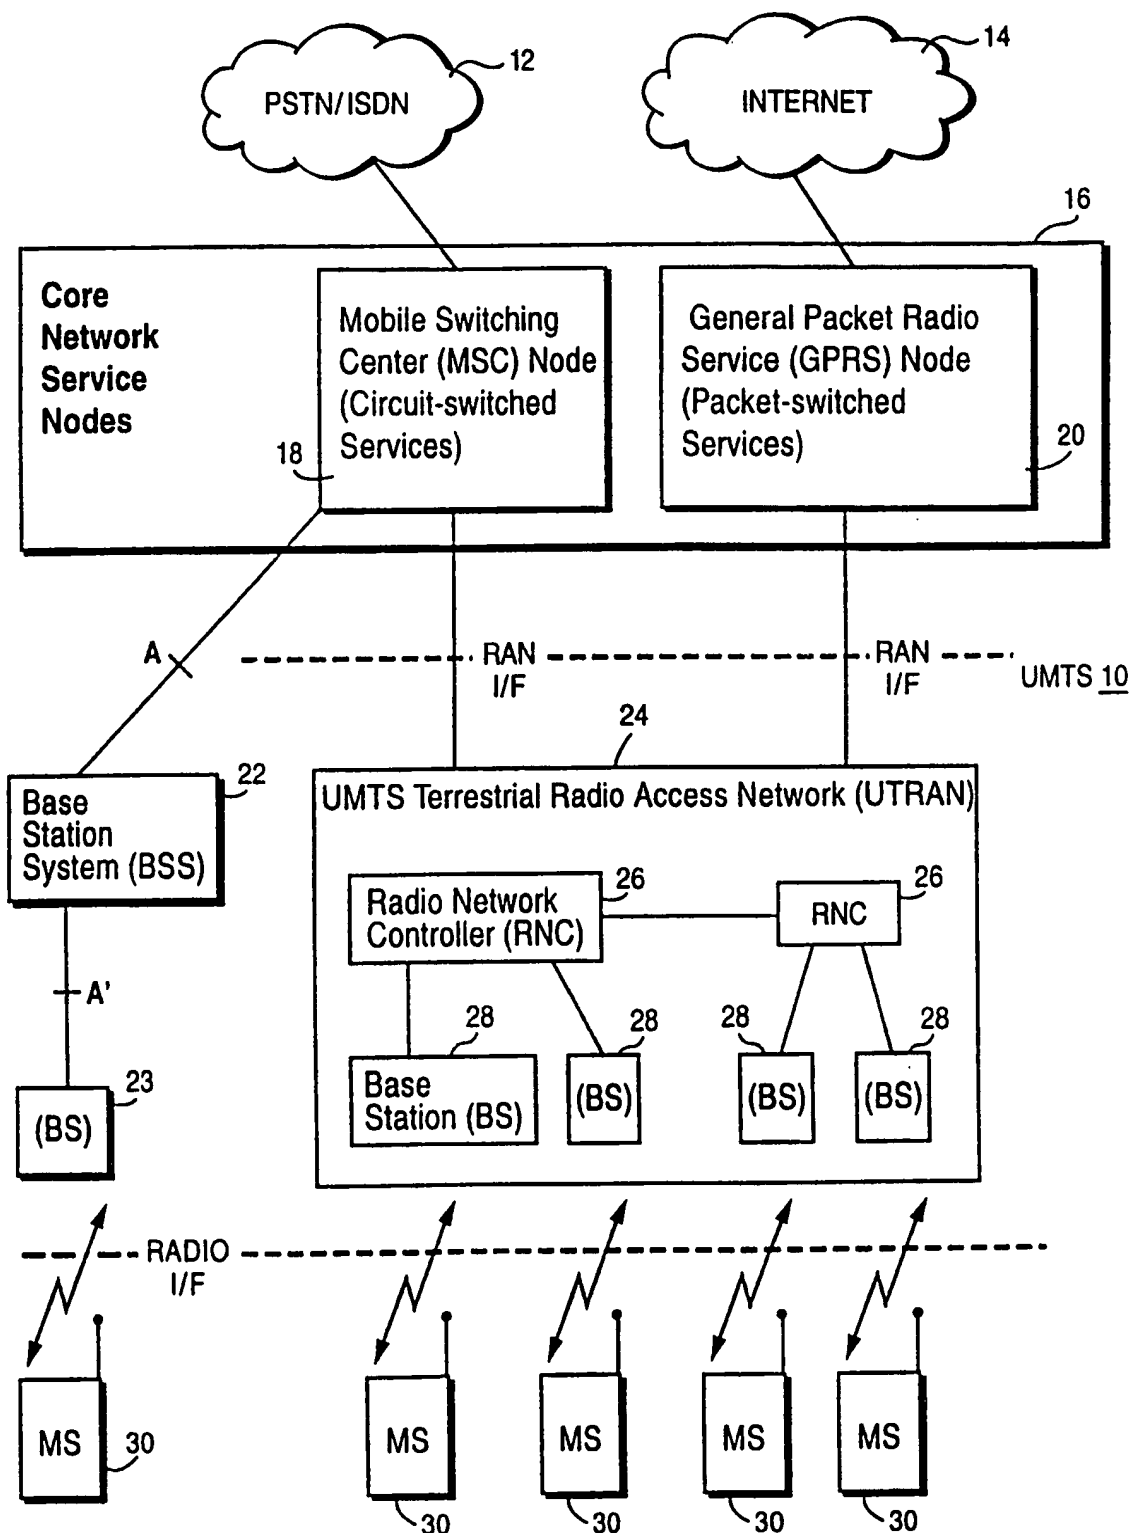 12
PSTN/ISDN
14
INTERNET
16
Core
Network
Service
Nodes
Mobile Switching
Center (MSC) Node
(Circuit-switched
Services)
18
General Packet Radio
Service (GPRS) Node
(Packet-switched
Services)
20
A
RAN
I/F
RAN
I/F
UMTS 10
24
22
Base
Station
System (BSS)
UMTS Terrestrial Radio Access Network (UTRAN)
26
Radio Network
Controller (RNC)
26
RNC
A'
28
Base
Station (BS)
28
(BS)
28
(BS)
28
(BS)
23
(BS)
RADIO
I/F
MS
30
MS
30
MS
30
MS
30
MS
30